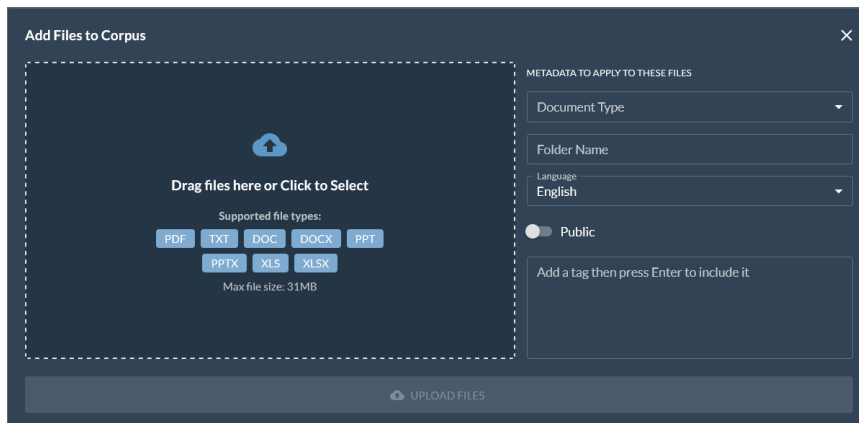 Add Files to Corpus
Drag files here or Click to Select
Supported file types:
PDF TXT DOC DOCX PPT
PPTX XLS XLSX
Max file size: 31MB
METADATA TO APPLY TO THESE FILES
Document Type
Folder Name
Language
English
Public
Add a tag then press Enter to include it
UPLOAD FILES